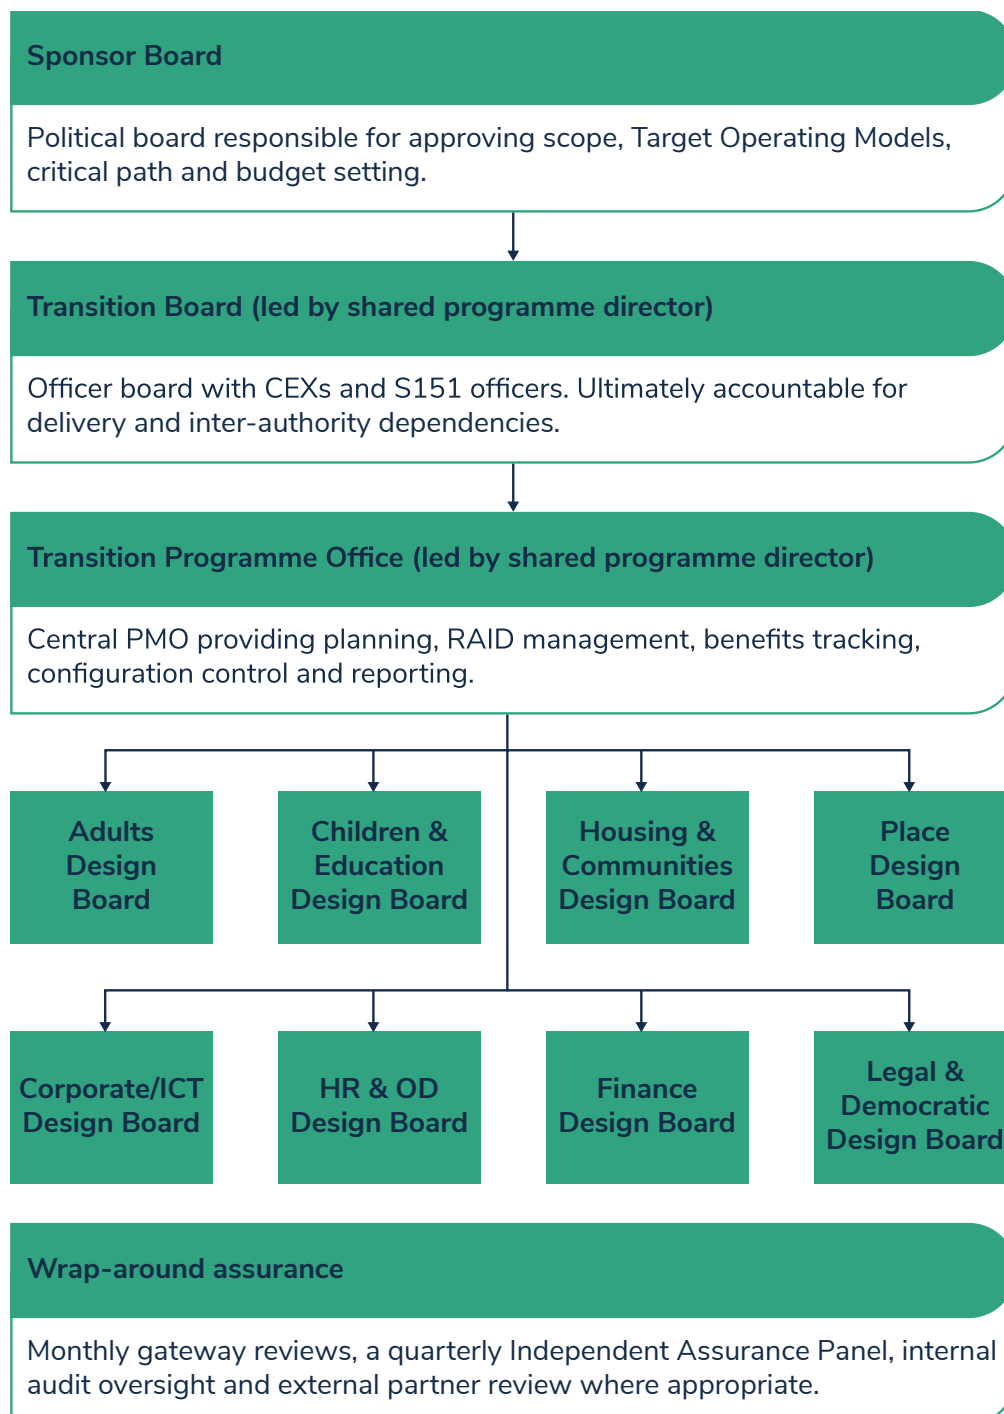 Sponsor Board
Political board responsible for approving scope, Target Operating Models,
critical path and budget setting.
Transition Board (led by shared programme director)
Officer board with CEXs and S151 officers. Ultimately accountable for
delivery and inter-authority dependencies.
Transition Programme Office (led by shared programme director)
Central PMO providing planning, RAID management, benefits tracking,
configuration control and reporting.
Adults
Design
Board
Children &
Education
Design Board
Housing &
Communities
Design Board
Place
Design
Board
Corporate/ICT
Design Board
HR & OD
Design Board
Finance
Design Board
Legal &
Democratic
Design Board
Wrap-around assurance
Monthly gateway reviews, a quarterly Independent Assurance Panel, internal
audit oversight and external partner review where appropriate.